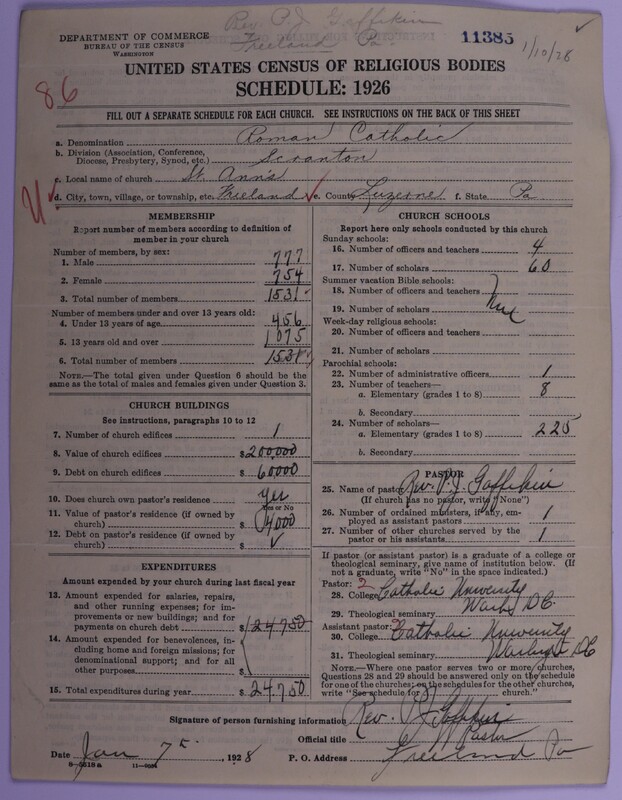 Rev. P. J. Gaffikin
Freeland Pa.
DEPARTMENT OF COMMERCE
BUREAU OF THE CENSUS
WASHINGTON
11385
1/10/28
UNITED STATES CENSUS OF RELIGIOUS BODIES
SCHEDULE: 1926
86
FILL OUT A SEPARATE SCHEDULE FOR EACH CHURCH. SEE INSTRUCTIONS ON THE BACK OF THIS SHEET
a. Denomination Roman Catholic
b. Division (Association, Conference, Diocese, Presbytery, Synod, etc.) Scranton
c. Local name of church St. Ann's
d. City, town, village, or township, etc. Freeland e. County Luzerne f. State Pa
MEMBERSHIP
Report number of members according to definition of
member in your church
Number of members, by sex:
1. Male 777
2. Female 754
3. Total number of members 1531
Number of members under and over 13 years old:
4. Under 13 years of age 456
5. 13 years old and over 1075
6. Total number of members 1531
NOTE.—The total given under Question 6 should be the
same as the total of males and females given under Question 3.
CHURCH BUILDINGS
See instructions, paragraphs 10 to 12
7. Number of church edifices 1
8. Value of church edifices $200,000
9. Debt on church edifices $60000
10. Does church own pastor's residence yes
Yes or No
11. Value of pastor's residence (if owned by
church) $
12. Debt on pastor's residence (if owned by
church) $
EXPENDITURES
Amount expended by your church during last fiscal year
13. Amount expended for salaries, repairs,
and other running expenses; for im-
provements or new buildings; and for
payments on church debt $24.750
14. Amount expended for benevolences, in-
cluding home and foreign missions; for
denominational support; and for all
other purposes $
15. Total expenditures during year $24.750
CHURCH SCHOOLS
Report here only schools conducted by this church
Sunday schools:
16. Number of officers and teachers 4
17. Number of scholars 60
Summer vacation Bible schools:
18. Number of officers and teachers
19. Number of scholars
Week-day religious schools:
20. Number of officers and teachers
21. Number of scholars
Parochial schools:
22. Number of administrative officers 1
23. Number of teachers—
a. Elementary (grades 1 to 8) 8
b. Secondary
24. Number of scholars—
a. Elementary (grades 1 to 8) 225
b. Secondary
PASTOR
25. Name of pastor Rev. P. J. Gaffikin
(If church has no pastor, write "None")
26. Number of ordained ministers, if any, em-
ployed as assistant pastors 1
27. Number of other churches served by the
pastor or his assistants 1
If pastor (or assistant pastor) is a graduate of a college or
theological seminary, give name of institution below. (If
not a graduate, write "No" in the space indicated.)
Pastor: 2
28. College Catholic University
29. Theological seminary Wash. D.C.
Assistant pastor:
30. College Catholic University
31. Theological seminary Washingt D.C.
NOTE.—Where one pastor serves two or more churches,
Questions 28 and 29 should be answered only on the schedule
for one of the churches; on the schedules for the other churches,
write "See schedule for church."
Signature of person furnishing information Rev. P. J. Gaffikin
Official title Pastor
Date Jan 7 1928 P. O. Address Freeland Pa
8—5218 a